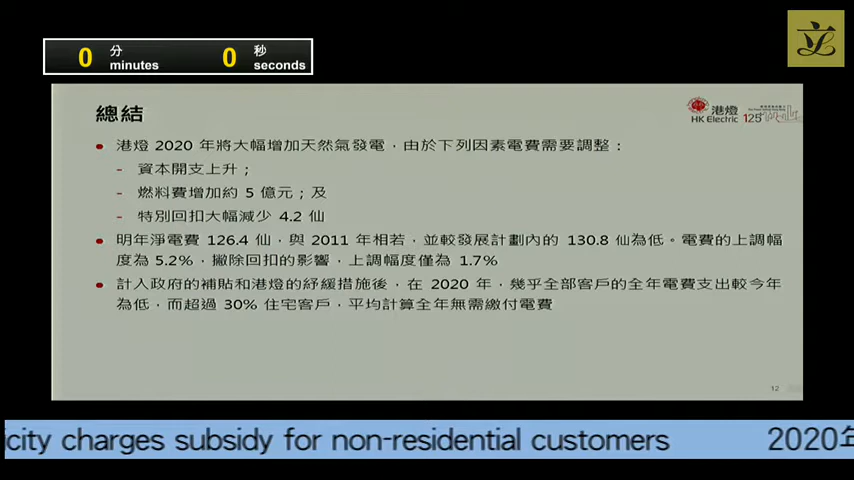 0 分 minutes 0 秒 seconds
總結
港燈 HK Electric 125
• 港燈 2020 年將大幅增加天然氣發電，由於下列因素電費需要調整：
- 資本開支上升；
- 燃料費增加約 5 億元；及
- 特別回扣大幅減少 4.2 仙
• 明年淨電費 126.4 仙，與 2011 年相若，並較發展計劃內的 130.8 仙為低。電費的上調幅
度為 5.2%，撇除回扣的影響，上調幅度僅為 1.7%
• 計入政府的補貼和港燈的紓緩措施後，在 2020 年，幾乎全部客戶的全年電費支出較今年
為低，而超過 30% 住宅客戶，平均計算全年無需繳付電費
12
icity charges subsidy for non-residential customers 2020年